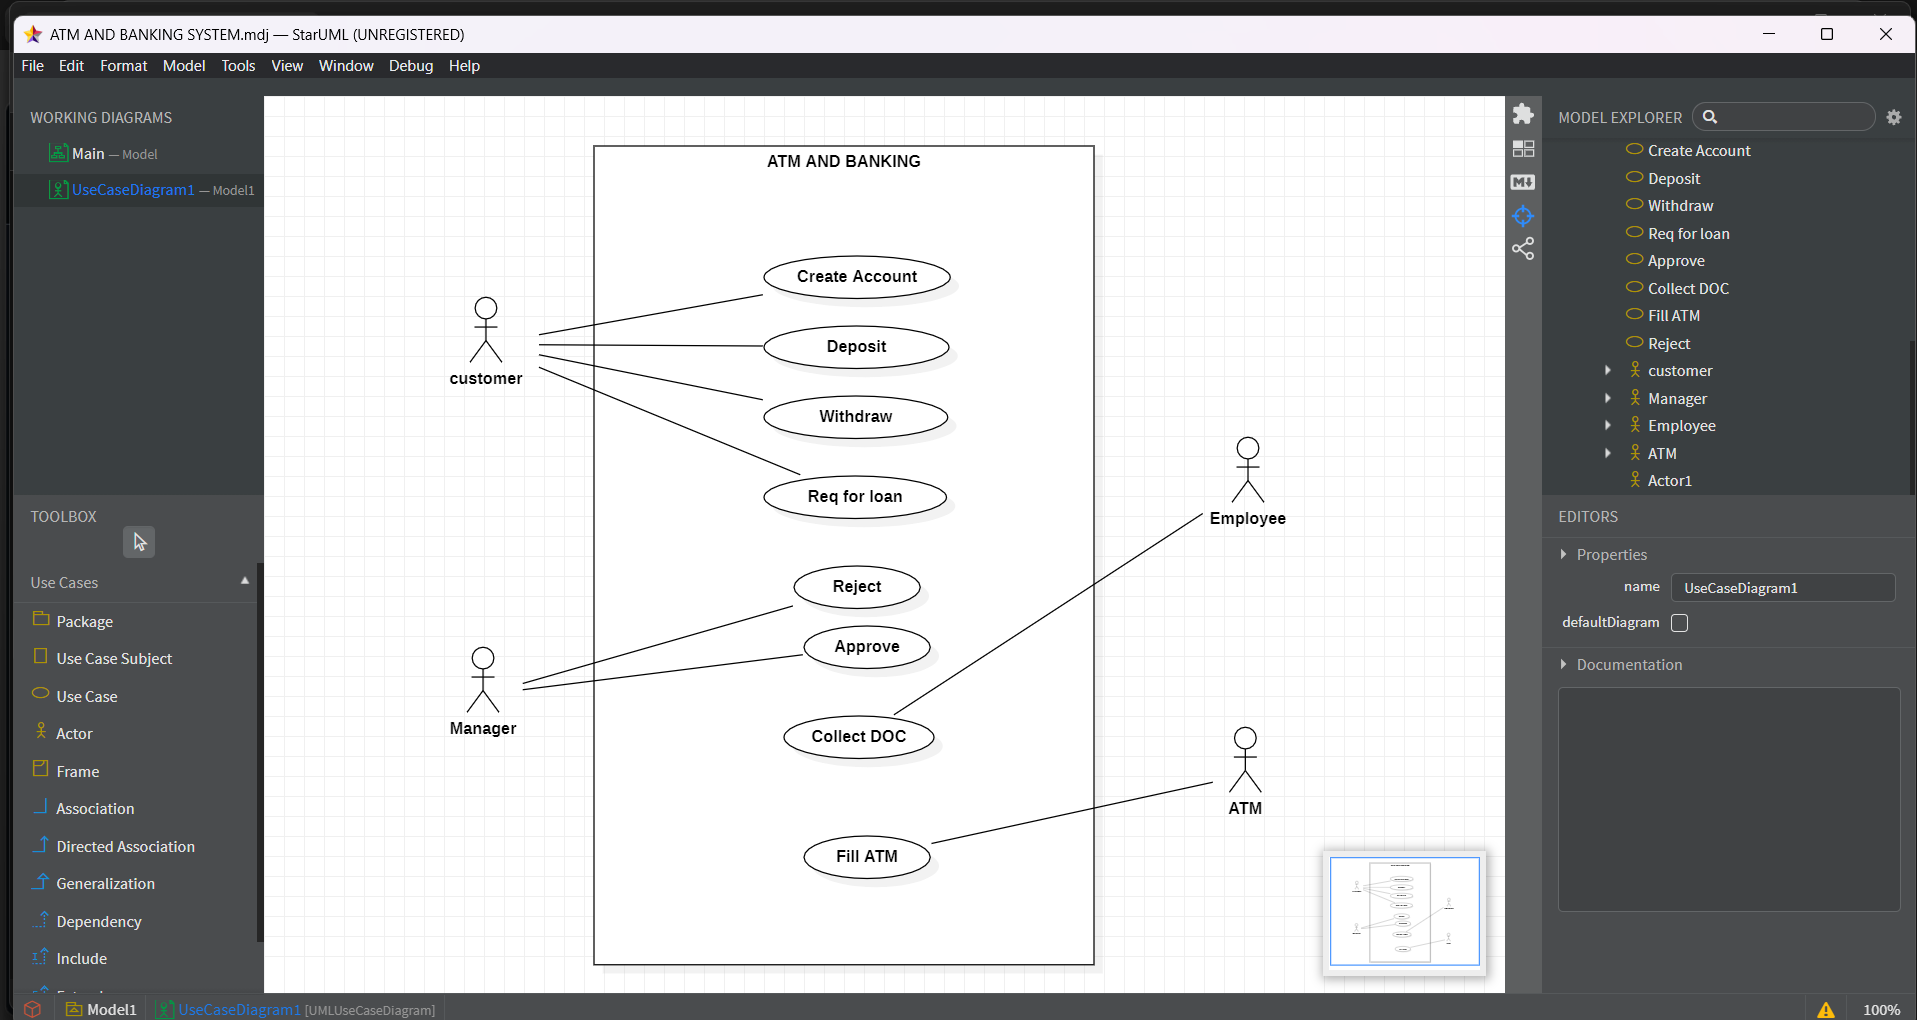 ATM AND BANKING SYSTEM.mdj — StarUML (UNREGISTERED)
File Edit Format Model Tools View Window Debug Help
WORKING DIAGRAMS
Main — Model
UseCaseDiagram1 — Model1
TOOLBOX
Use Cases
Package
Use Case Subject
Use Case
Actor
Frame
Association
Directed Association
Generalization
Dependency
Include
ATM AND BANKING
Create Account
Deposit
customer
Withdraw
Req for loan
Employee
Reject
Approve
Manager
Collect DOC
ATM
Fill ATM
MODEL EXPLORER
Create Account
Deposit
Withdraw
Req for loan
Approve
Collect DOC
Fill ATM
Reject
customer
Manager
Employee
ATM
Actor1
EDITORS
Properties
name UseCaseDiagram1
defaultDiagram
Documentation
Model1 UseCaseDiagram1 [UMLUseCaseDiagram]
100%